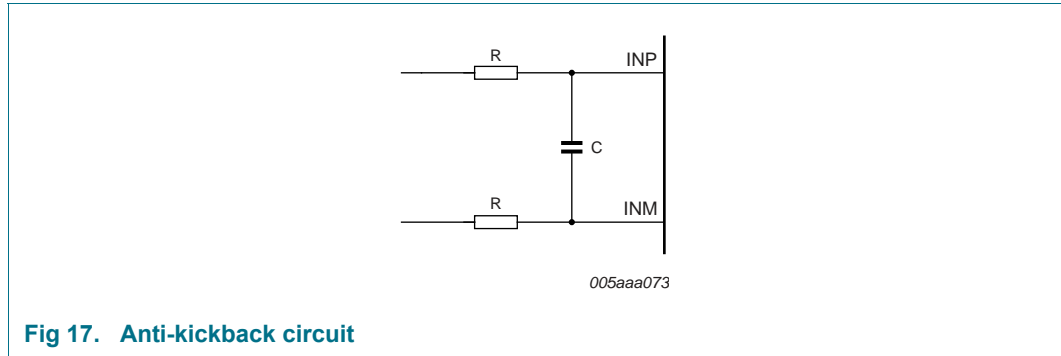 R
INP
C
R
INM
005aaa073
Fig 17. Anti-kickback circuit